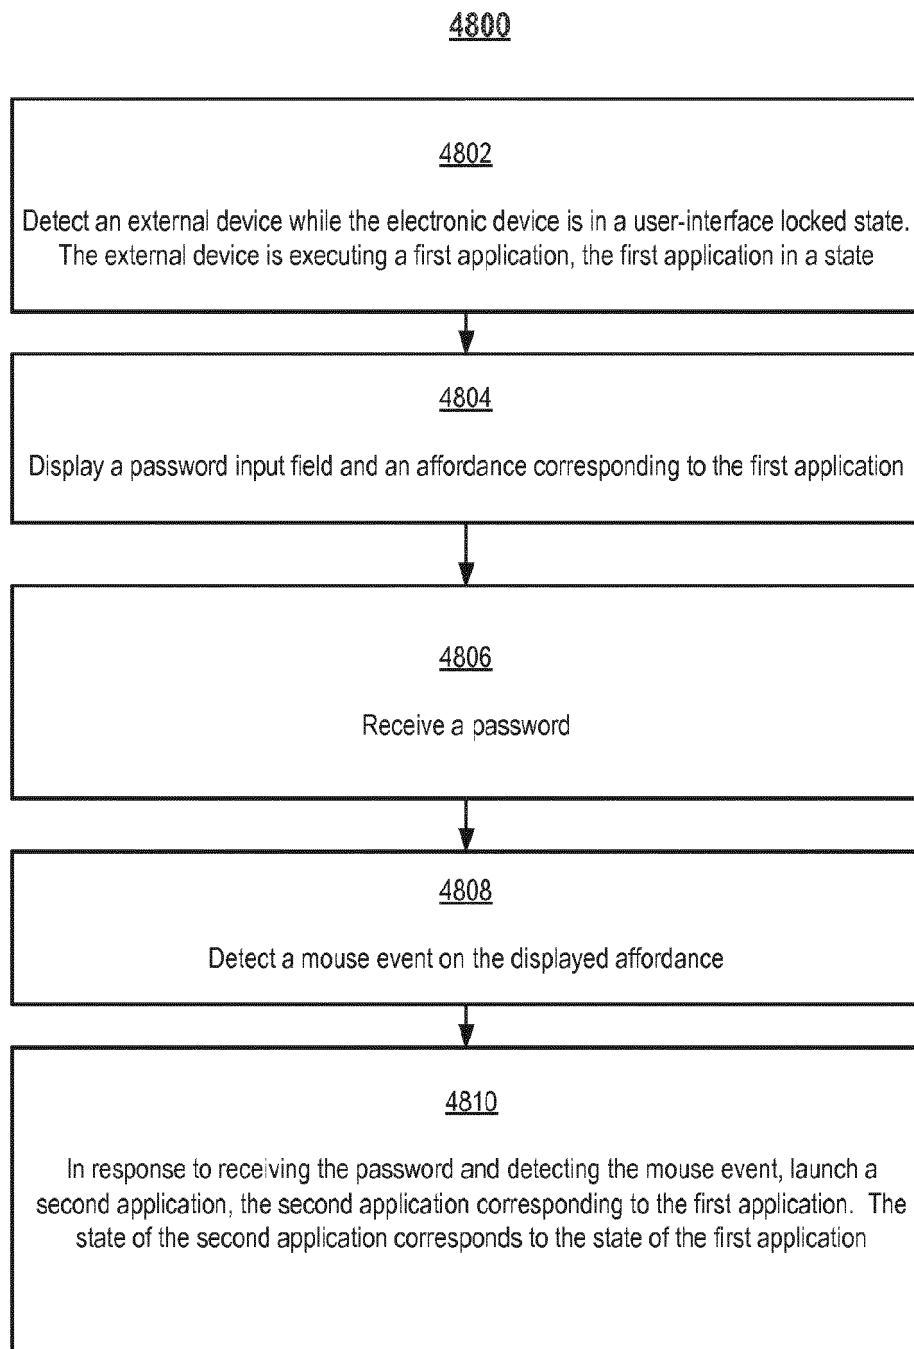 4800
4802
Detect an external device while the electronic device is in a user-interface locked state.
The external device is executing a first application, the first application in a state
4804
Display a password input field and an affordance corresponding to the first application
4806
Receive a password
4808
Detect a mouse event on the displayed affordance
4810
In response to receiving the password and detecting the mouse event, launch a
second application, the second application corresponding to the first application. The
state of the second application corresponds to the state of the first application